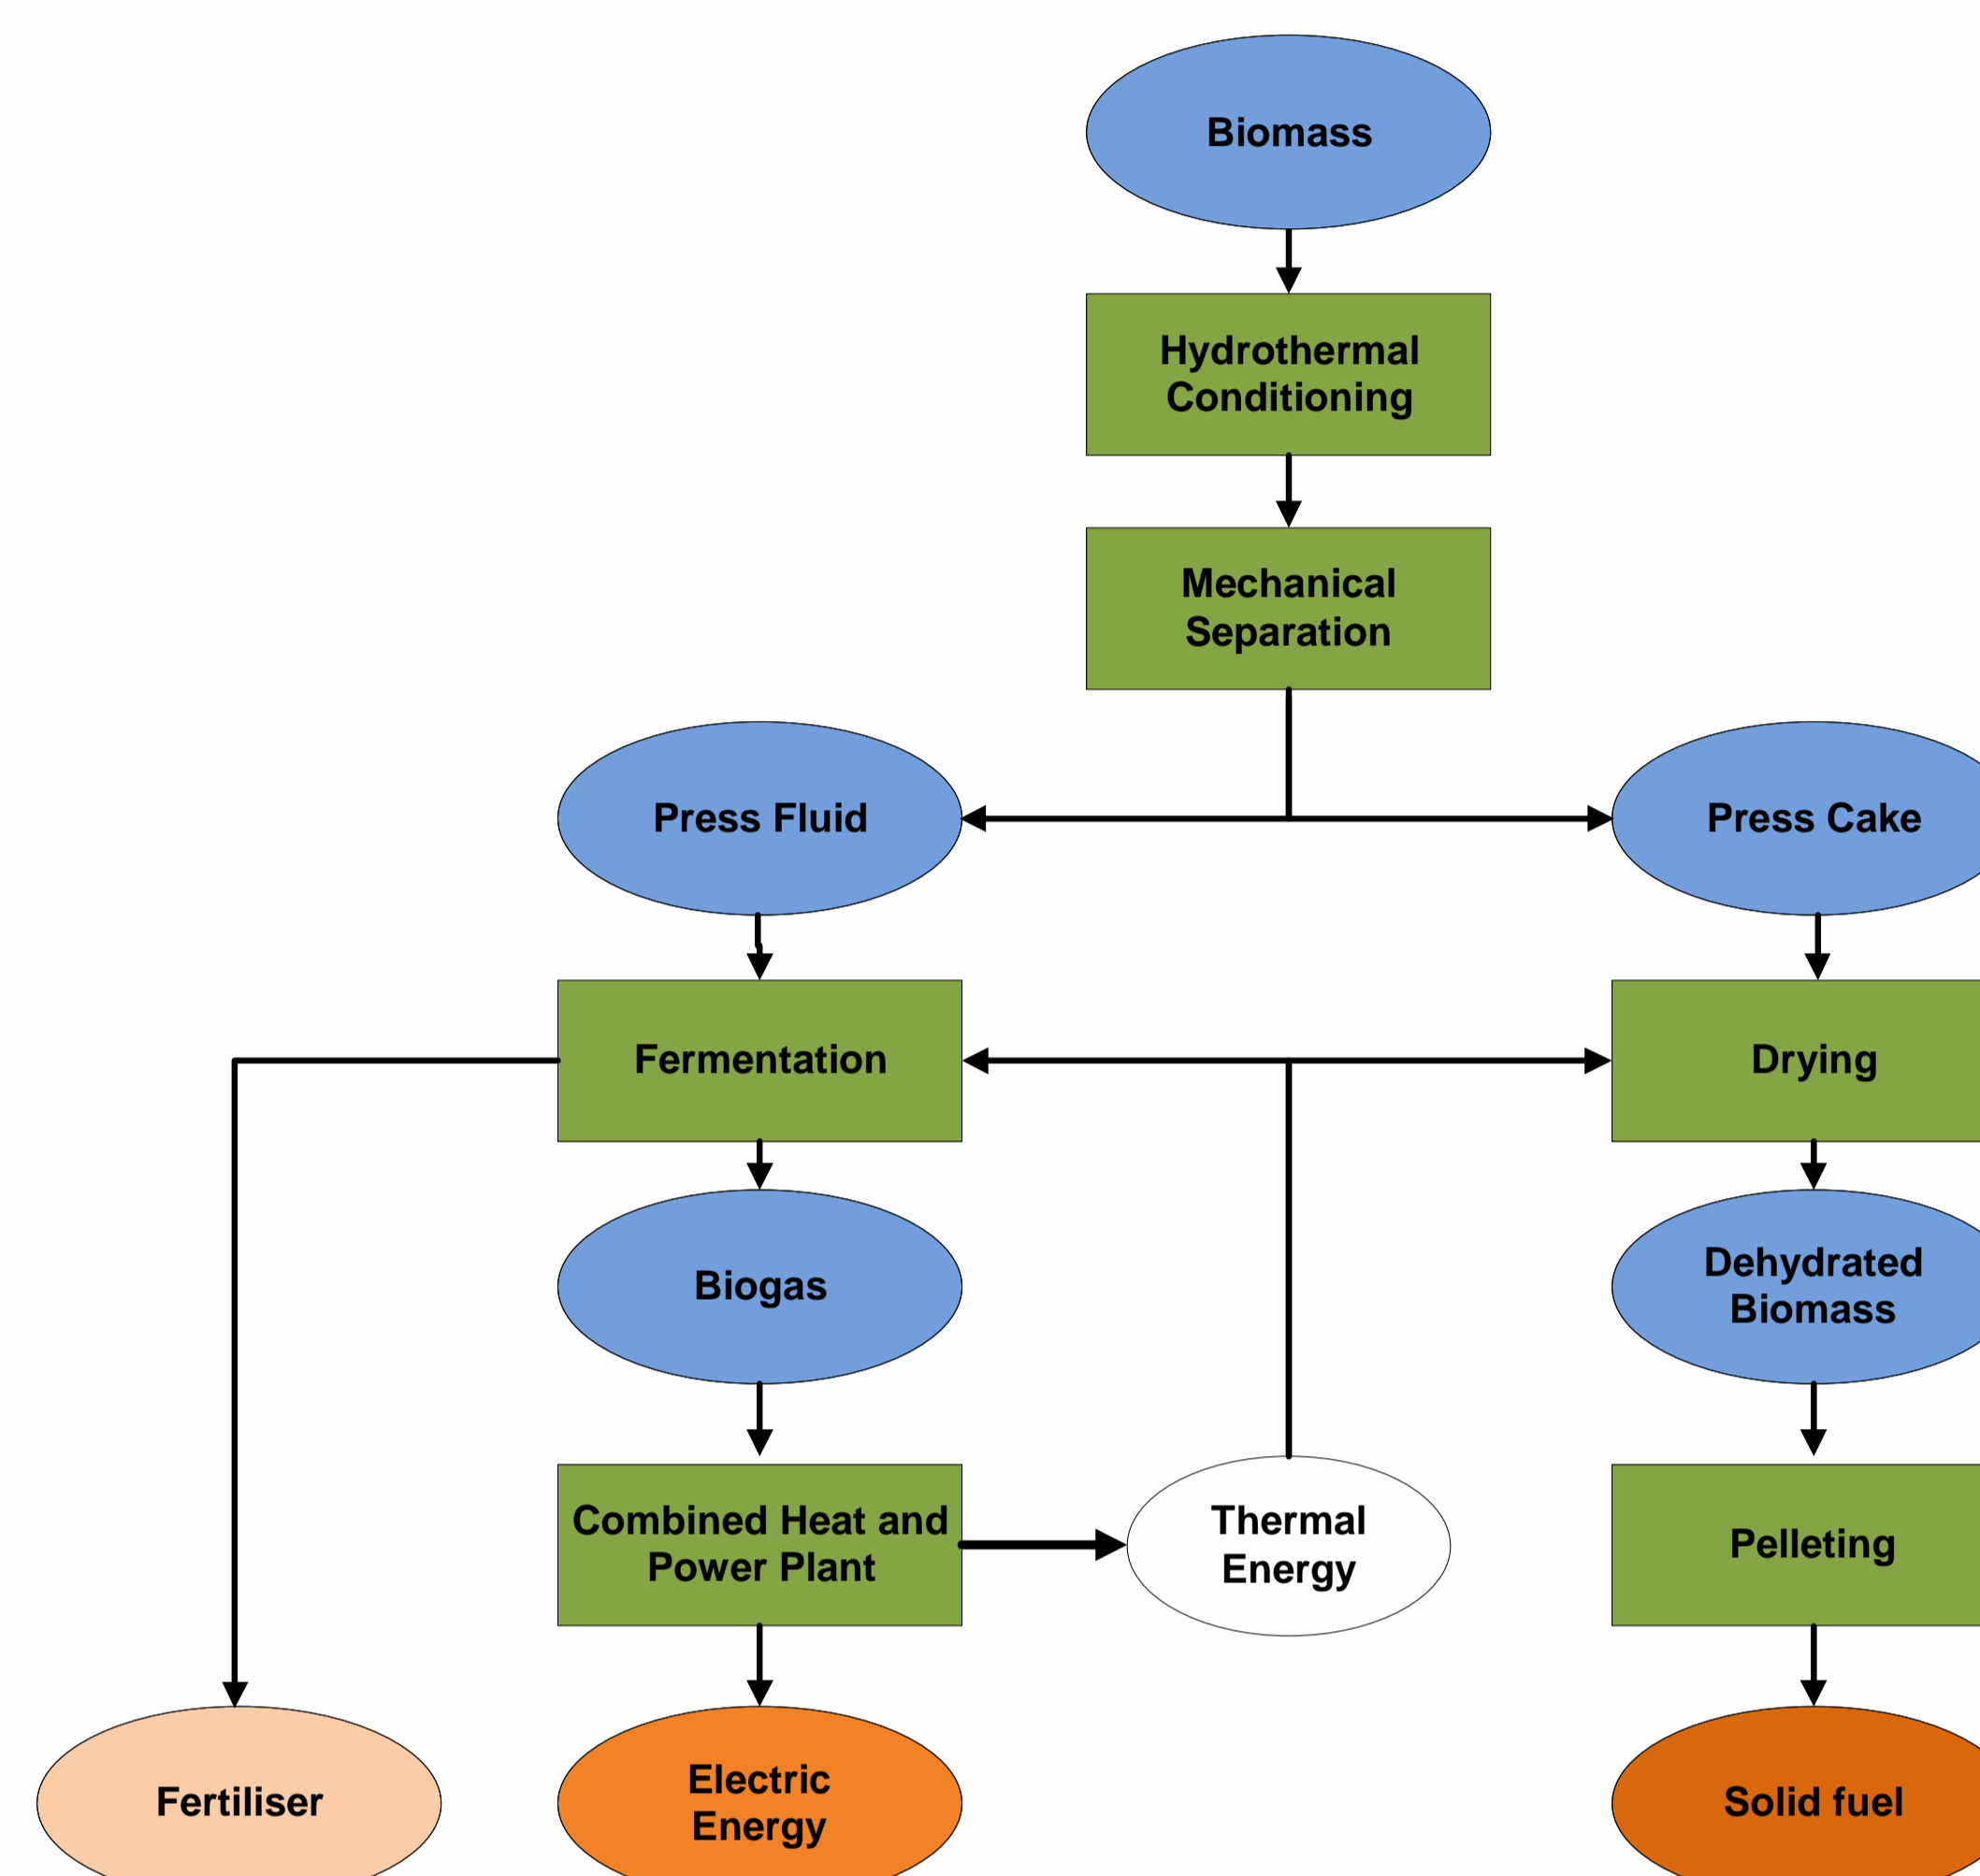 Biomass
Hydrothermal
Conditioning
Mechanical
Separation
Press Fluid
Press Cake
Fermentation
Drying
Biogas
Dehydrated
Biomass
Combined Heat and
Power Plant
Thermal
Energy
Pelleting
Fertiliser
Electric
Energy
Solid fuel